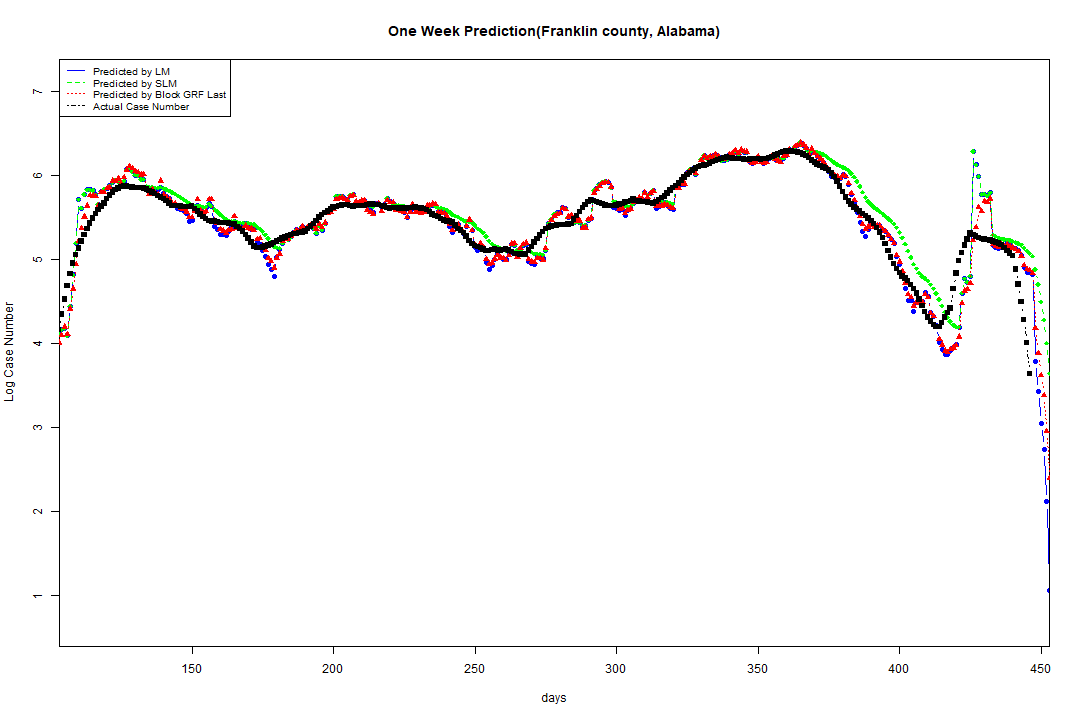 One Week Prediction(Franklin county, Alabama)
Predicted by LM
Predicted by SLM
Predicted by Block GRF Last
Actual Case Number
7
6
5
4
3
2
1
Log Case Number
150 200 250 300 350 400 450
days